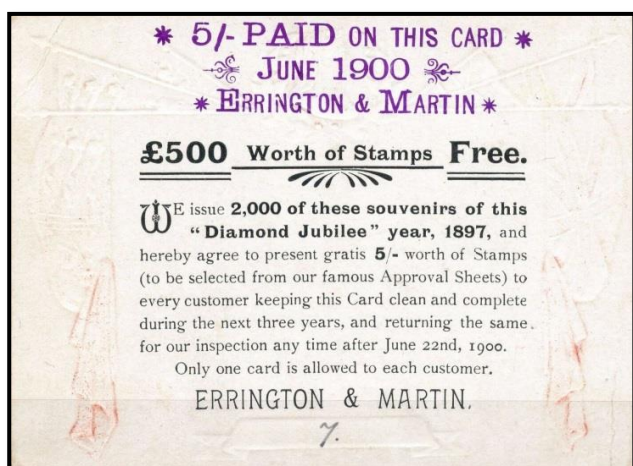 * 5/- PAID ON THIS CARD *
JUNE 1900
* ERRINGTON & MARTIN *
£500 Worth of Stamps Free.
WE issue 2,000 of these souvenirs of this
"Diamond Jubilee" year, 1897, and
hereby agree to present gratis 5/- worth of Stamps
(to be selected from our famous Approval Sheets) to
every customer keeping this Card clean and complete
during the next three years, and returning the same
for our inspection any time after June 22nd, 1900.
Only one card is allowed to each customer.
ERRINGTON & MARTIN.
7.